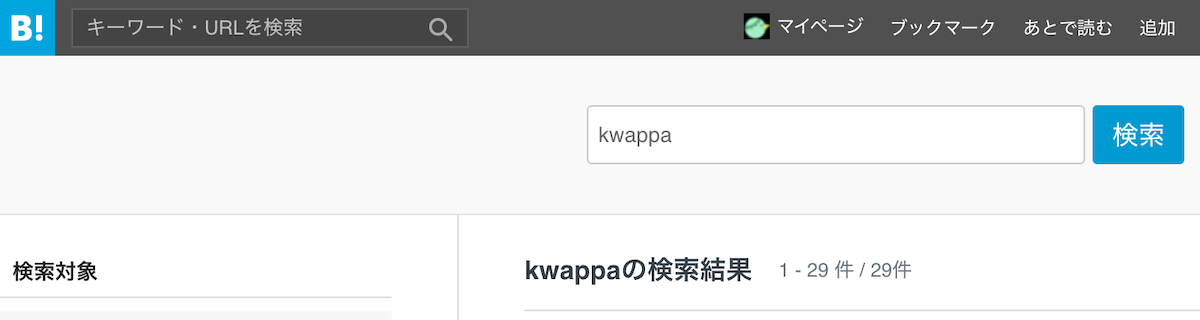 B!
キーワード・URLを検索
マイページ ブックマーク あとで読む 追加
kwappa
検索
検索対象
kwappaの検索結果 1 - 29 件 / 29件